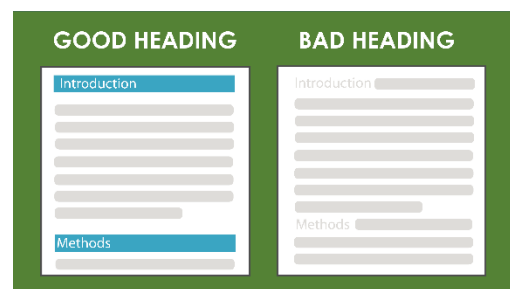 GOOD HEADING
BAD HEADING
Introduction
Methods
Introduction
Methods